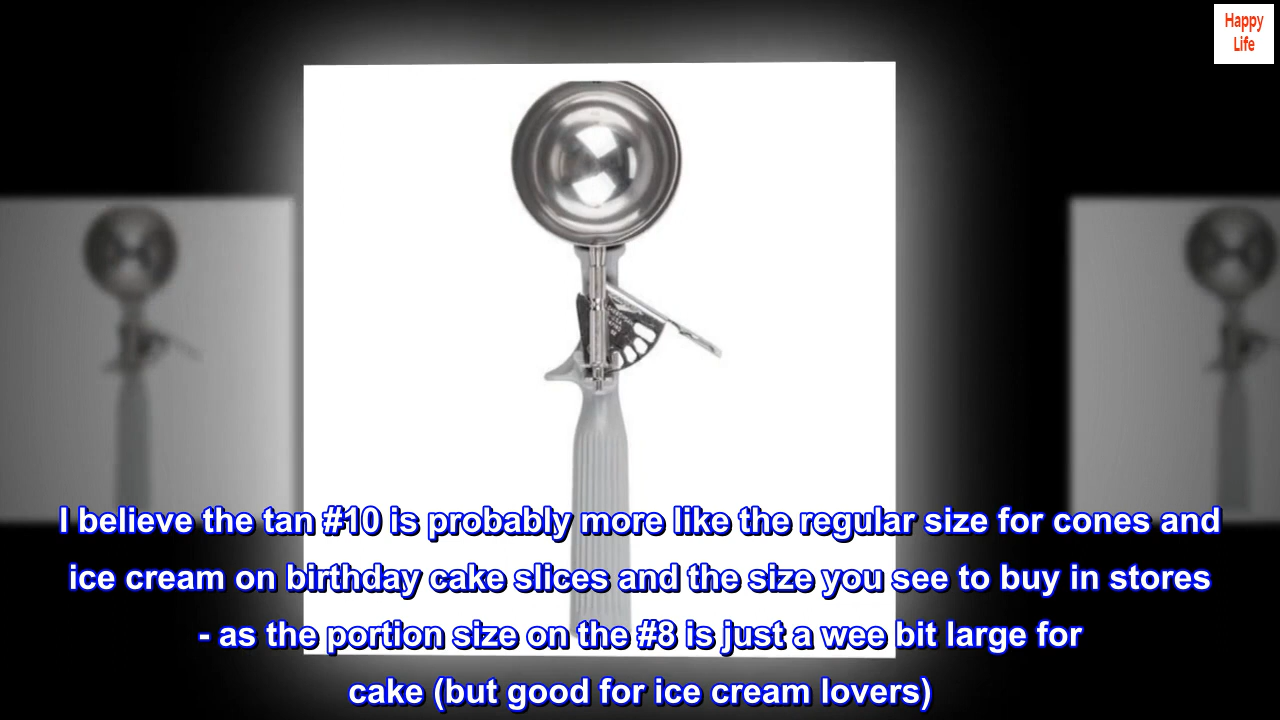 Happy
Life
I believe the tan #10 is probably more like the regular size for cones and
ice cream on birthday cake slices and the size you see to buy in stores
- as the portion size on the #8 is just a wee bit large for
cake (but good for ice cream lovers)